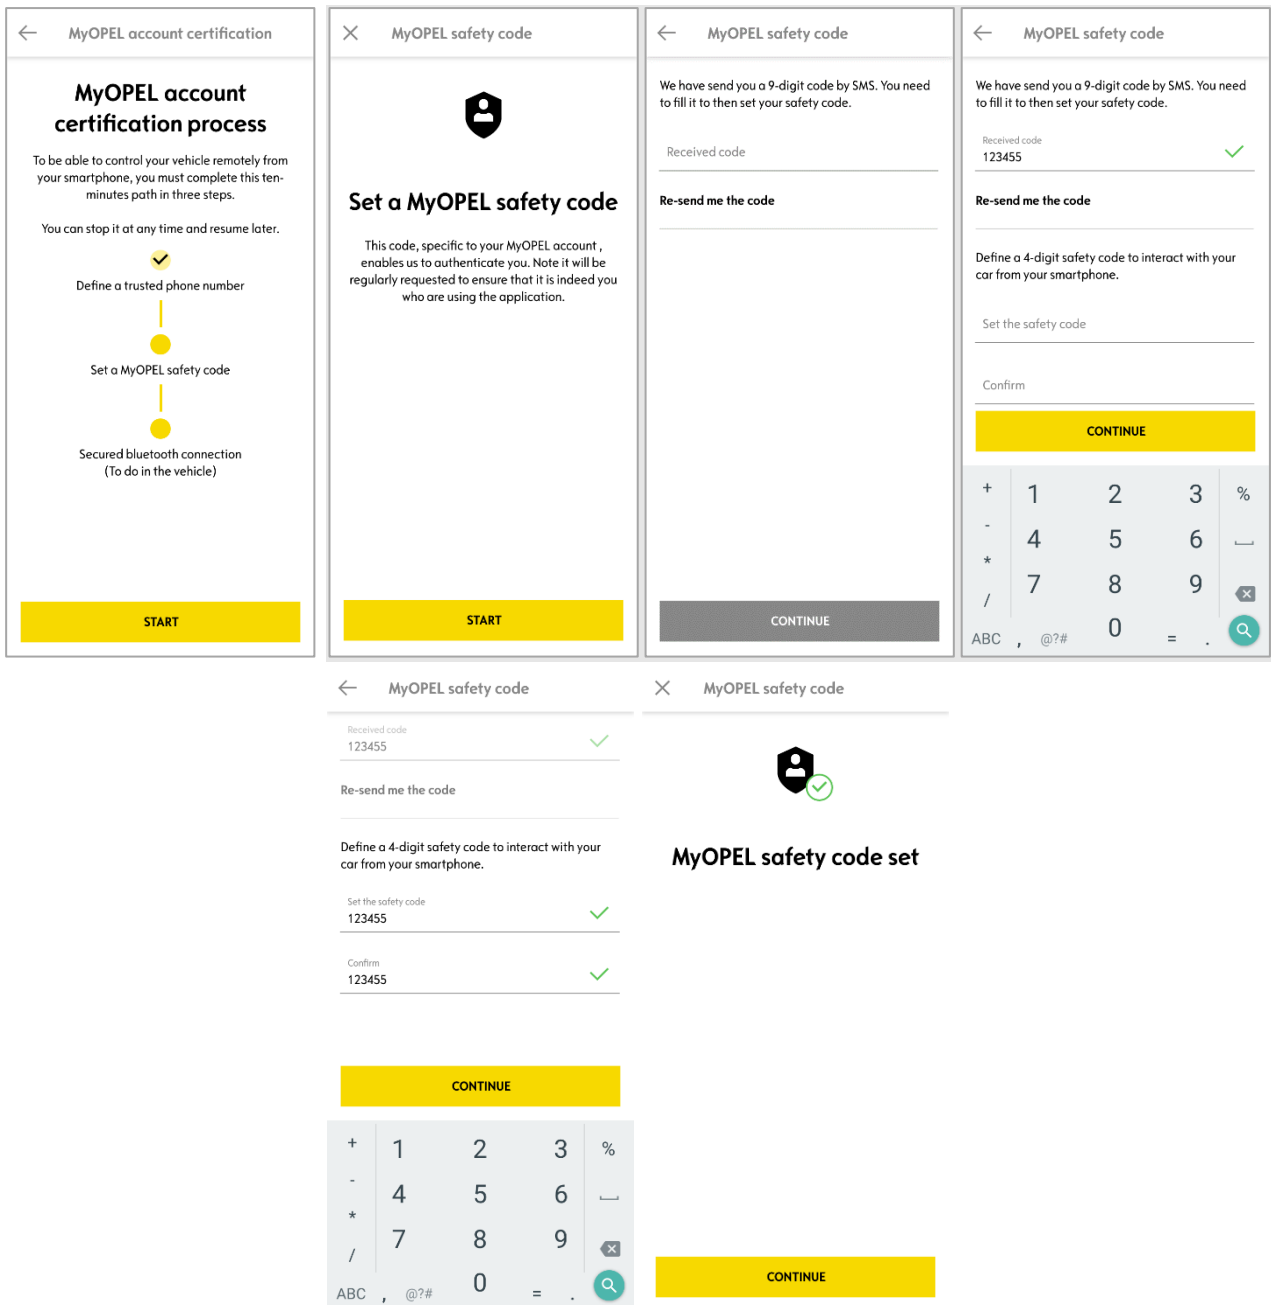 MyOPEL account certification
MyOPEL account
certification process
To be able to control your vehicle remotely from
your smartphone, you must complete this ten-
minutes path in three steps.
You can stop it at any time and resume later.
Define a trusted phone number
Set a MyOPEL safety code
Secured bluetooth connection
(To do in the vehicle)
START
MyOPEL safety code
Set a MyOPEL safety code
This code, specific to your MyOPEL account ,
enables us to authenticate you. Note it will be
regularly requested to ensure that it is indeed you
who are using the application.
START
MyOPEL safety code
We have send you a 9-digit code by SMS. You need
to fill it to then set your safety code.
Received code
Re-send me the code
CONTINUE
MyOPEL safety code
We have send you a 9-digit code by SMS. You need
to fill it to then set your safety code.
Received code
123455
Re-send me the code
Define a 4-digit safety code to interact with your
car from your smartphone.
Set the safety code
Confirm
CONTINUE
+ 1 2 3 %
- 4 5 6
* 7 8 9
/
ABC , @?# 0 = .
MyOPEL safety code
Received code
123455
Re-send me the code
Define a 4-digit safety code to interact with your
car from your smartphone.
Set the safety code
123455
Confirm
123455
CONTINUE
+ 1 2 3 %
- 4 5 6
* 7 8 9
/
ABC , @?# 0 = .
MyOPEL safety code
MyOPEL safety code set
CONTINUE